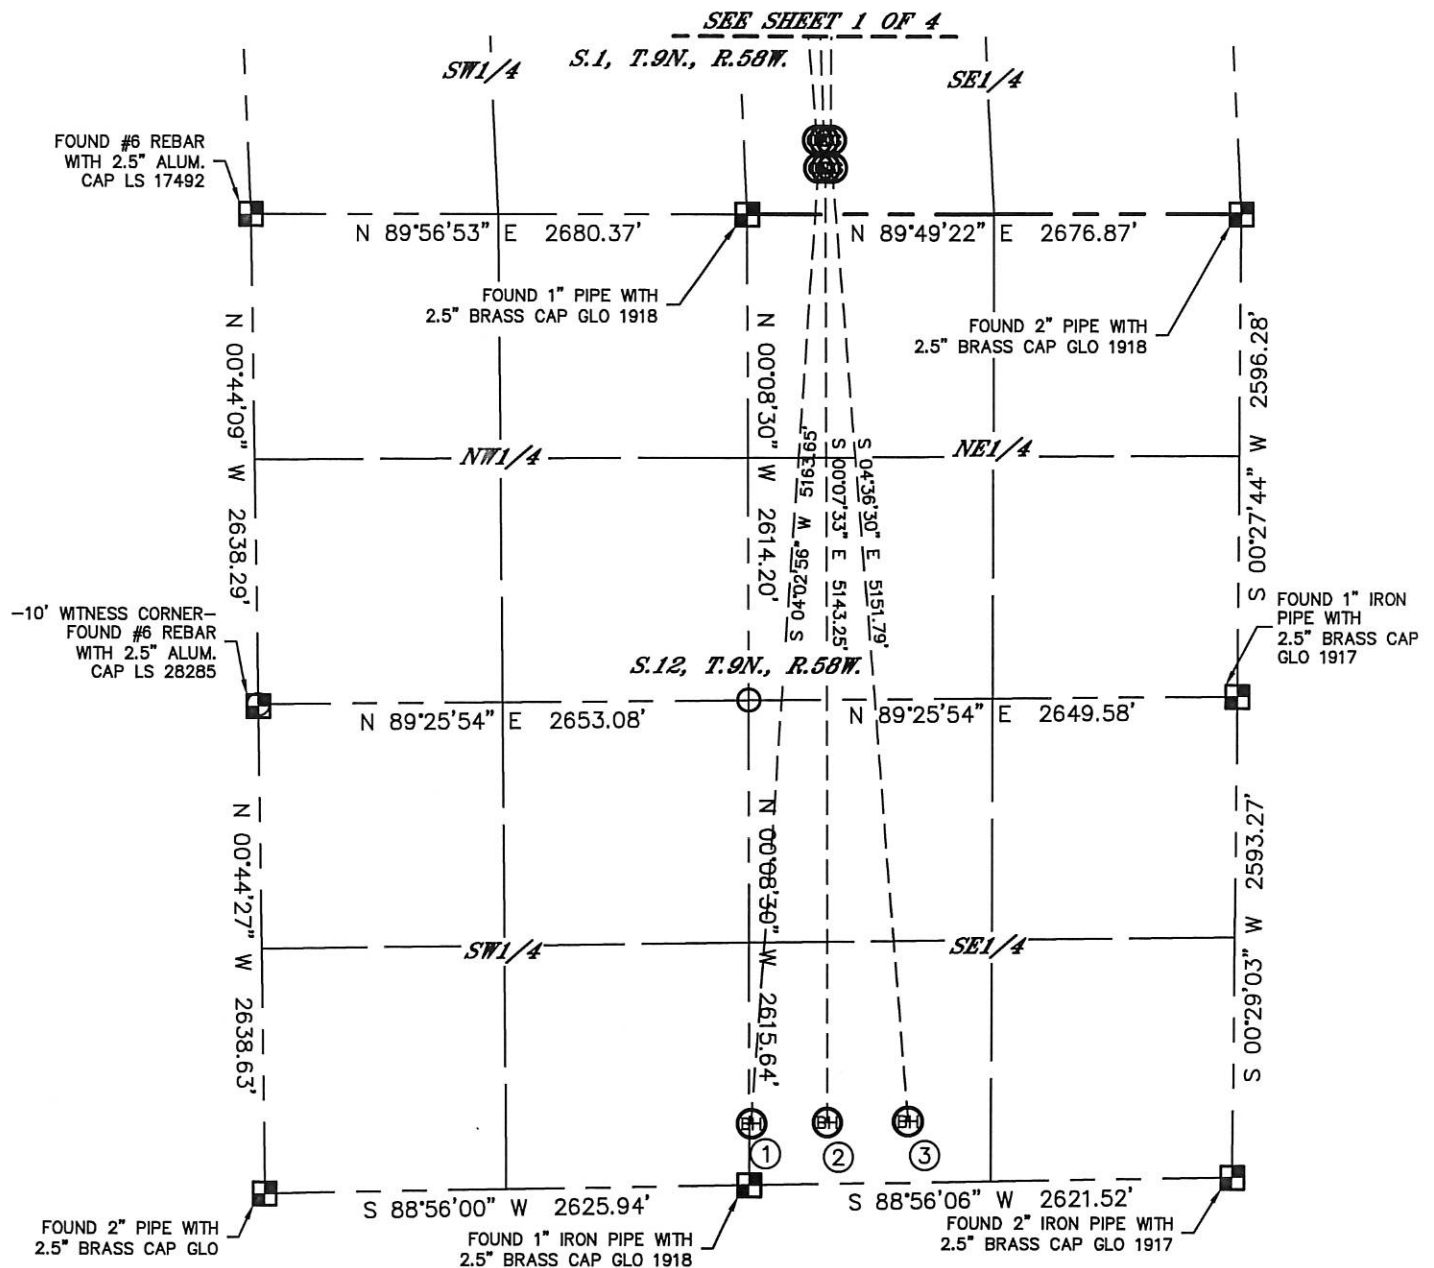 SEE SHEET 1 OF 4
S.1, T.9N., R.58W.
SW1/4
SE1/4
FOUND #6 REBAR
WITH 2.5" ALUM.
CAP LS 17492
N 89°56'53" E 2680.37'
N 89°49'22" E 2676.87'
FOUND 1" PIPE WITH
2.5" BRASS CAP GLO 1918
FOUND 2" PIPE WITH
2.5" BRASS CAP GLO 1918
N 00°44'09" W 2638.29'
N 00°08'30" W 2614.20'
S 04°02'56" W 5163.65'
S 00°07'33" E 5143.25'
S 04°36'30" E 5151.79'
S 00°27'44" W 2596.28'
NW1/4
NE1/4
-10' WITNESS CORNER-
FOUND #6 REBAR
WITH 2.5" ALUM.
CAP LS 28285
FOUND 1" IRON
PIPE WITH
2.5" BRASS CAP
GLO 1917
S.12, T.9N., R.58W.
N 89°25'54" E 2653.08'
N 89°25'54" E 2649.58'
N 00°44'27" W 2638.63'
N 00°08'30" W 2615.64'
S 00°29'03" W 2593.27'
SW1/4
SE1/4
BH
BH
BH
1
2
3
S 88°56'00" W 2625.94'
S 88°56'06" W 2621.52'
FOUND 2" PIPE WITH
2.5" BRASS CAP GLO
FOUND 1" IRON PIPE WITH
2.5" BRASS CAP GLO 1918
FOUND 2" IRON PIPE WITH
2.5" BRASS CAP GLO 1917